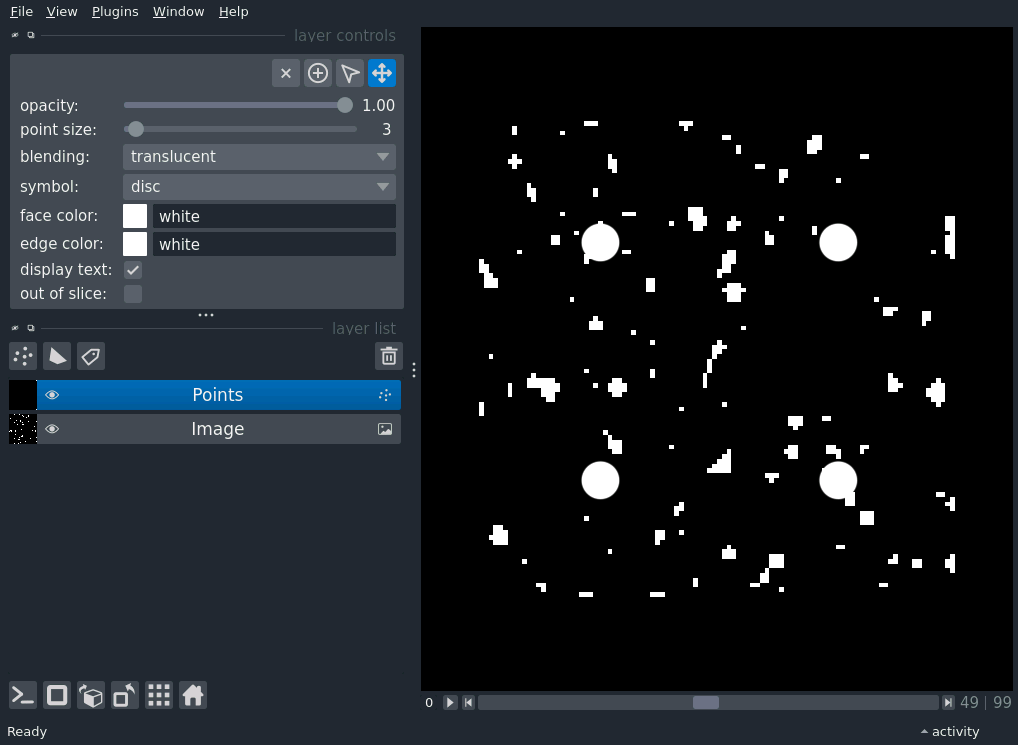 File View Plugins Window Help
layer controls
opacity: 1.00
point size: 3
blending: translucent
symbol: disc
face color: white
edge color: white
display text:
out of slice:
layer list
Points
Image
0 49 | 99
Ready activity